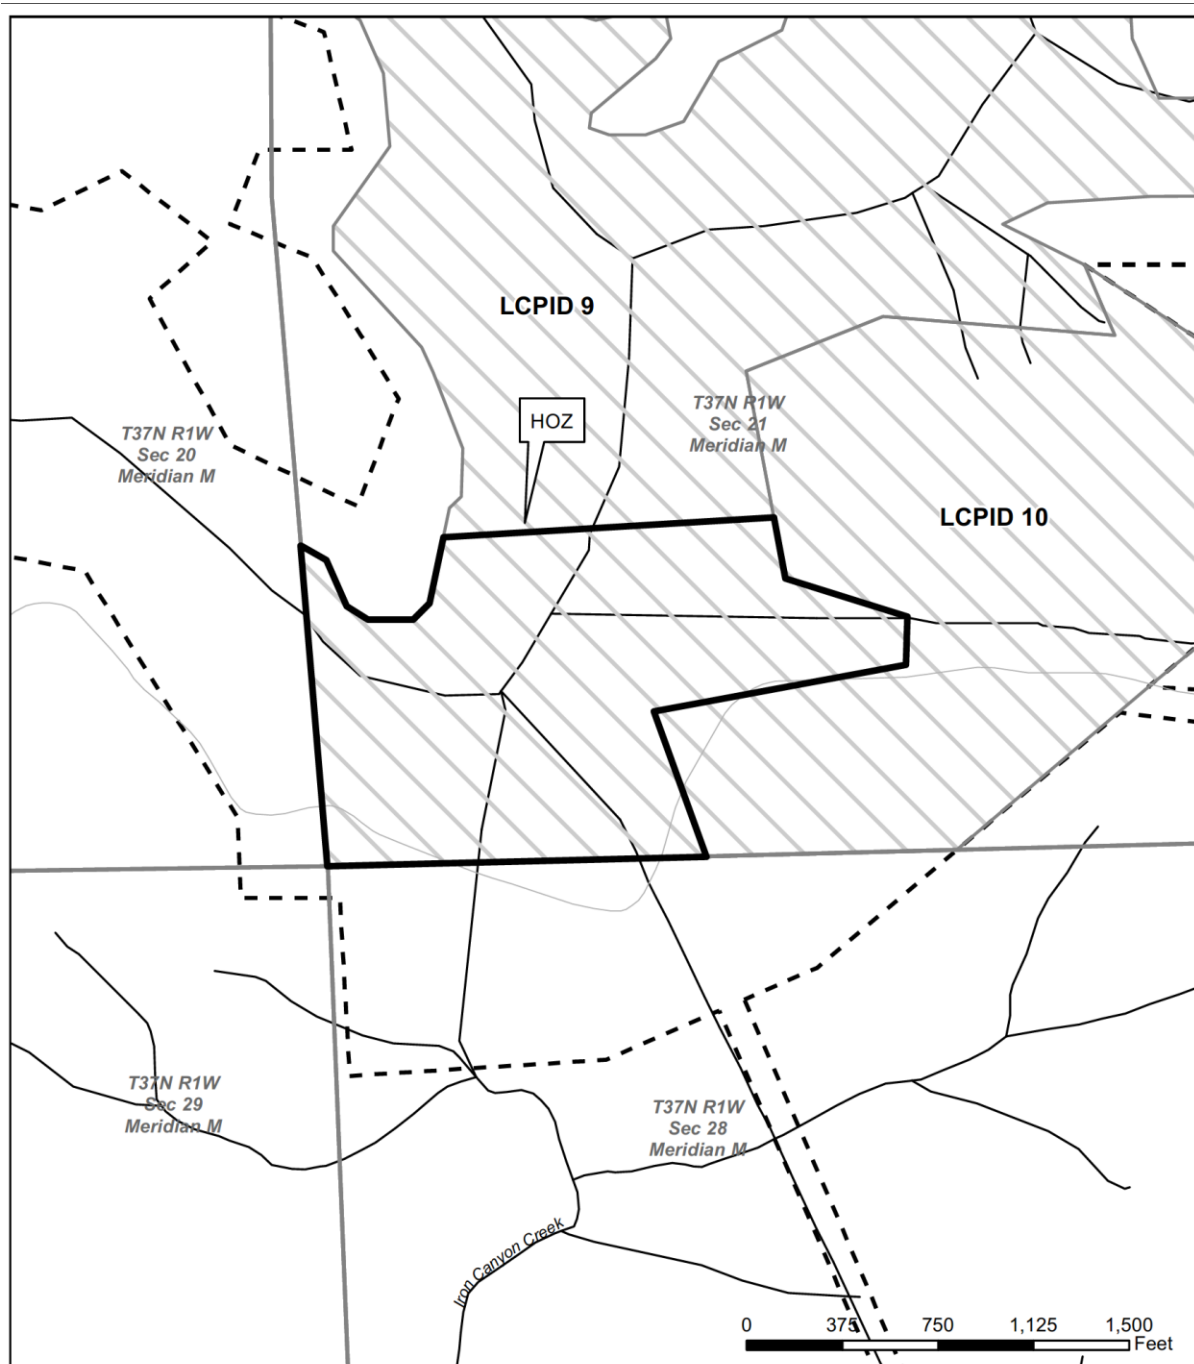 LCPID 9
HOZ
T37N R1W
Sec 21
Meridian M
T37N R1W
Sec 20
Meridian M
LCPID 10
T37N R1W
Sec 29
Meridian M
T37N R1W
Sec 28
Meridian M
Iron Canyon Creek
0 375 750 1,125 1,500
Feet